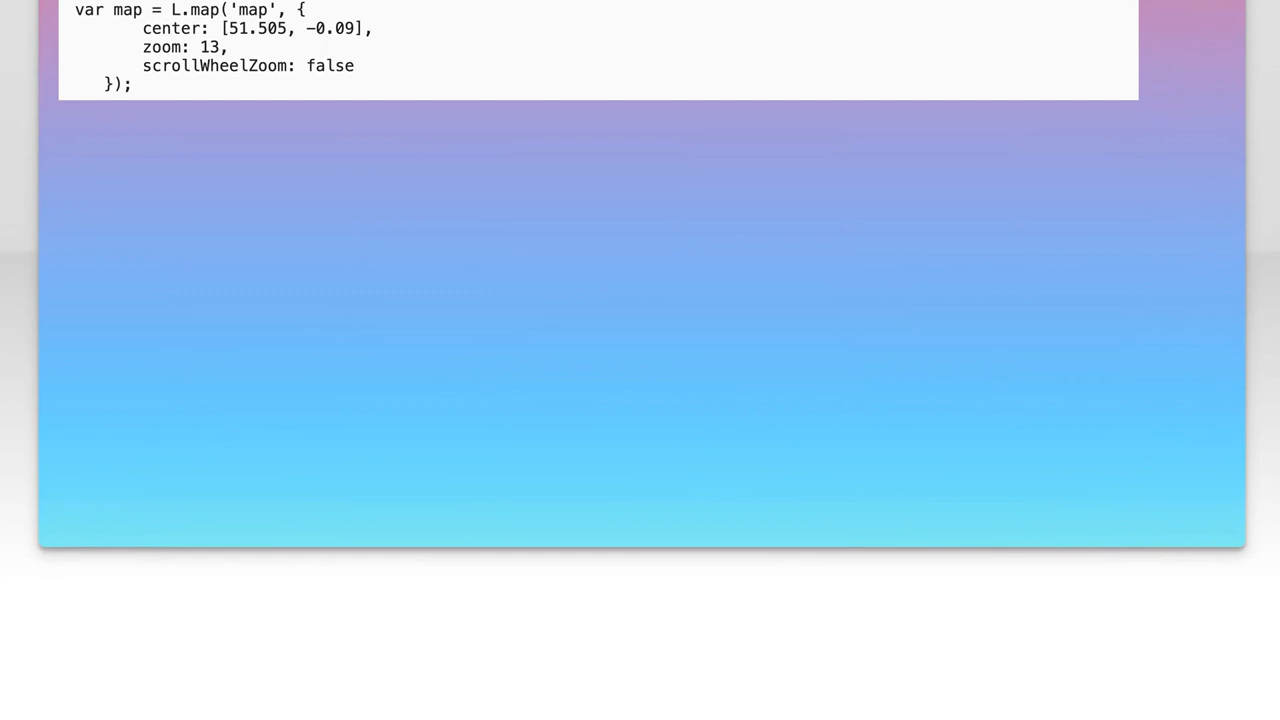 var map = L.map('map', {
center: [51.505, -0.09],
zoom: 13,
scrollWheelZoom: false
});